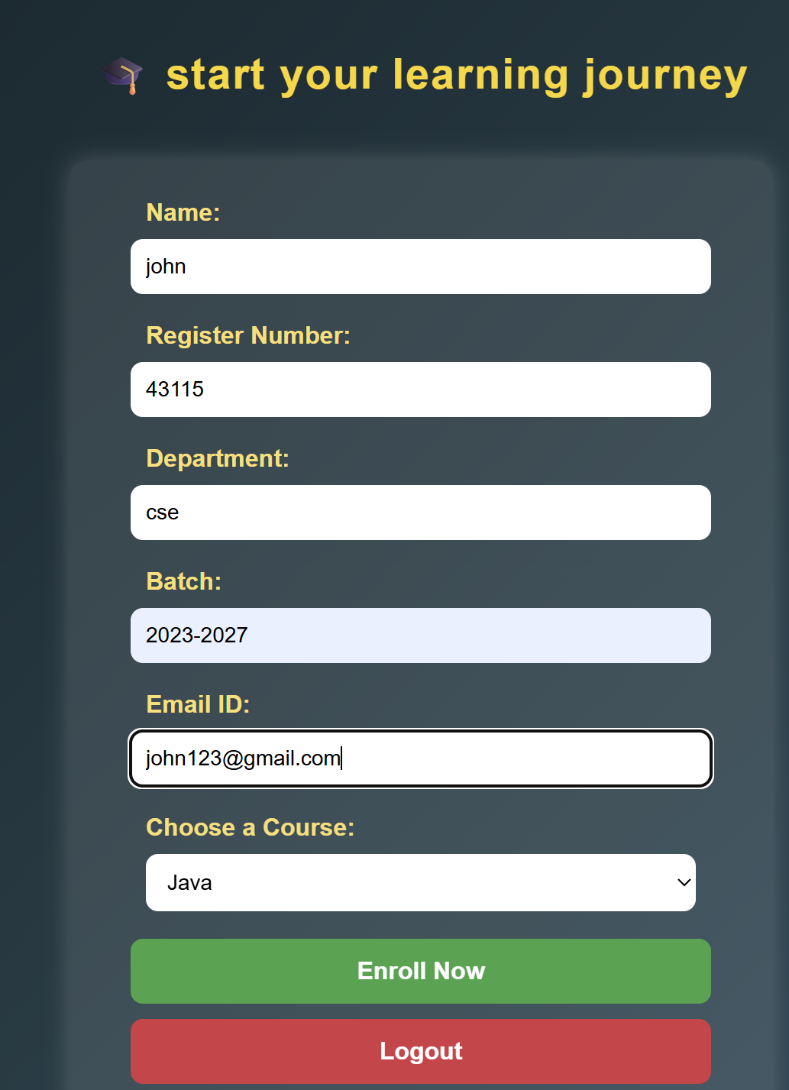 start your learning journey
Name:
john
Register Number:
43115
Department:
cse
Batch:
2023-2027
Email ID:
john123@gmail.com
Choose a Course:
Java
Enroll Now
Logout